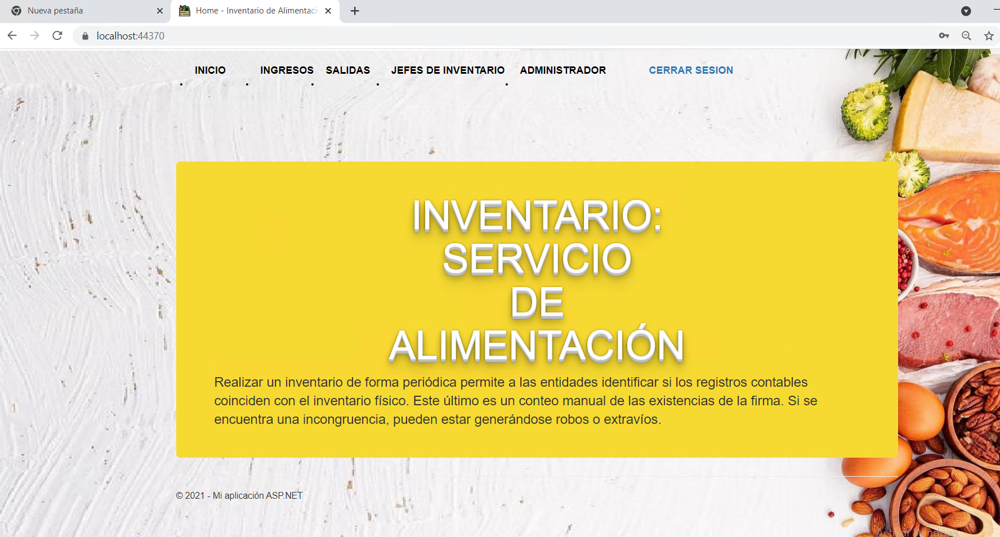 Nueva pestaña
Home - Inventario de Alimentaci
localhost:44370
INICIO INGRESOS SALIDAS JEFES DE INVENTARIO ADMINISTRADOR CERRAR SESION
INVENTARIO:
SERVICIO
DE
ALIMENTACIÓN
Realizar un inventario de forma periódica permite a las entidades identificar si los registros contables
coinciden con el inventario físico. Este último es un conteo manual de las existencias de la firma. Si se
encuentra una incongruencia, pueden estar generándose robos o extravíos.
© 2021 - Mi aplicación ASP.NET
Activar Windows